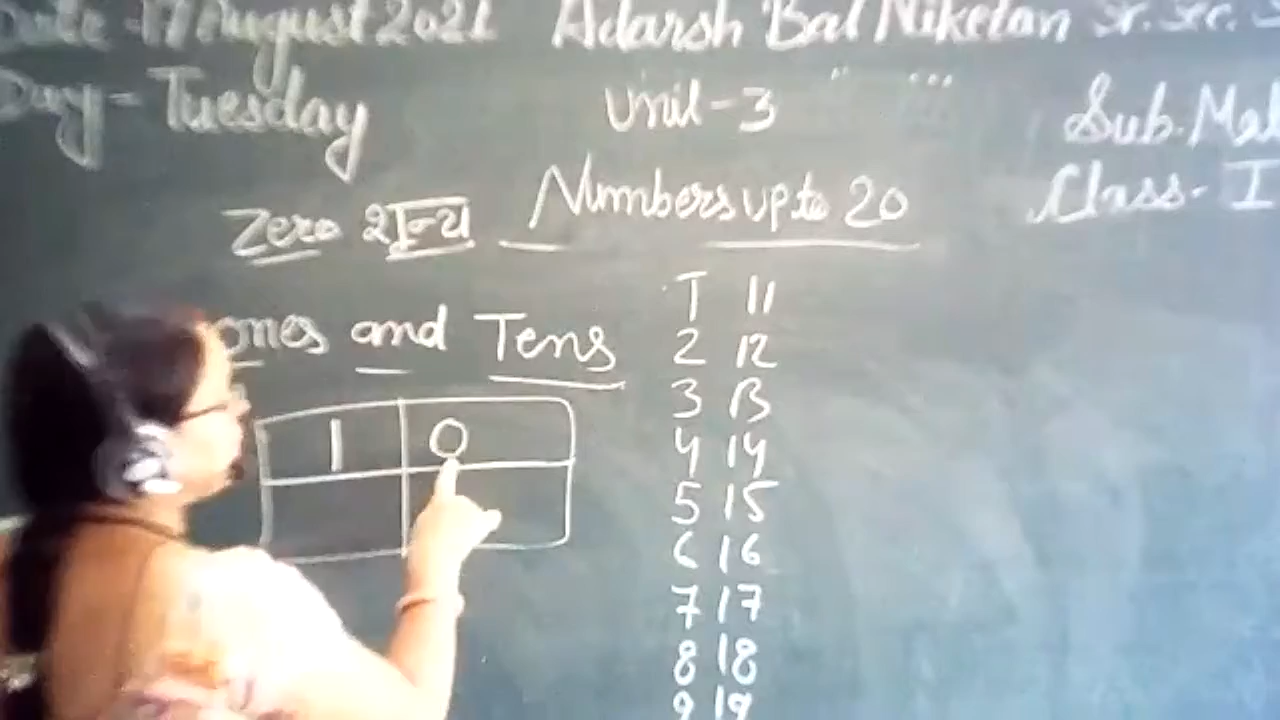 Date - 17 August 2021 Adarsh Bal Niketan Sr. Sec.
Day - Tuesday Unit - 3 Sub. Mat
Class - I
Numbers up to 20
Zero
ones and Tens
1 11
2 12
3 13
4 14
5 15
6 16
7 17
8 18
9 19
1 0